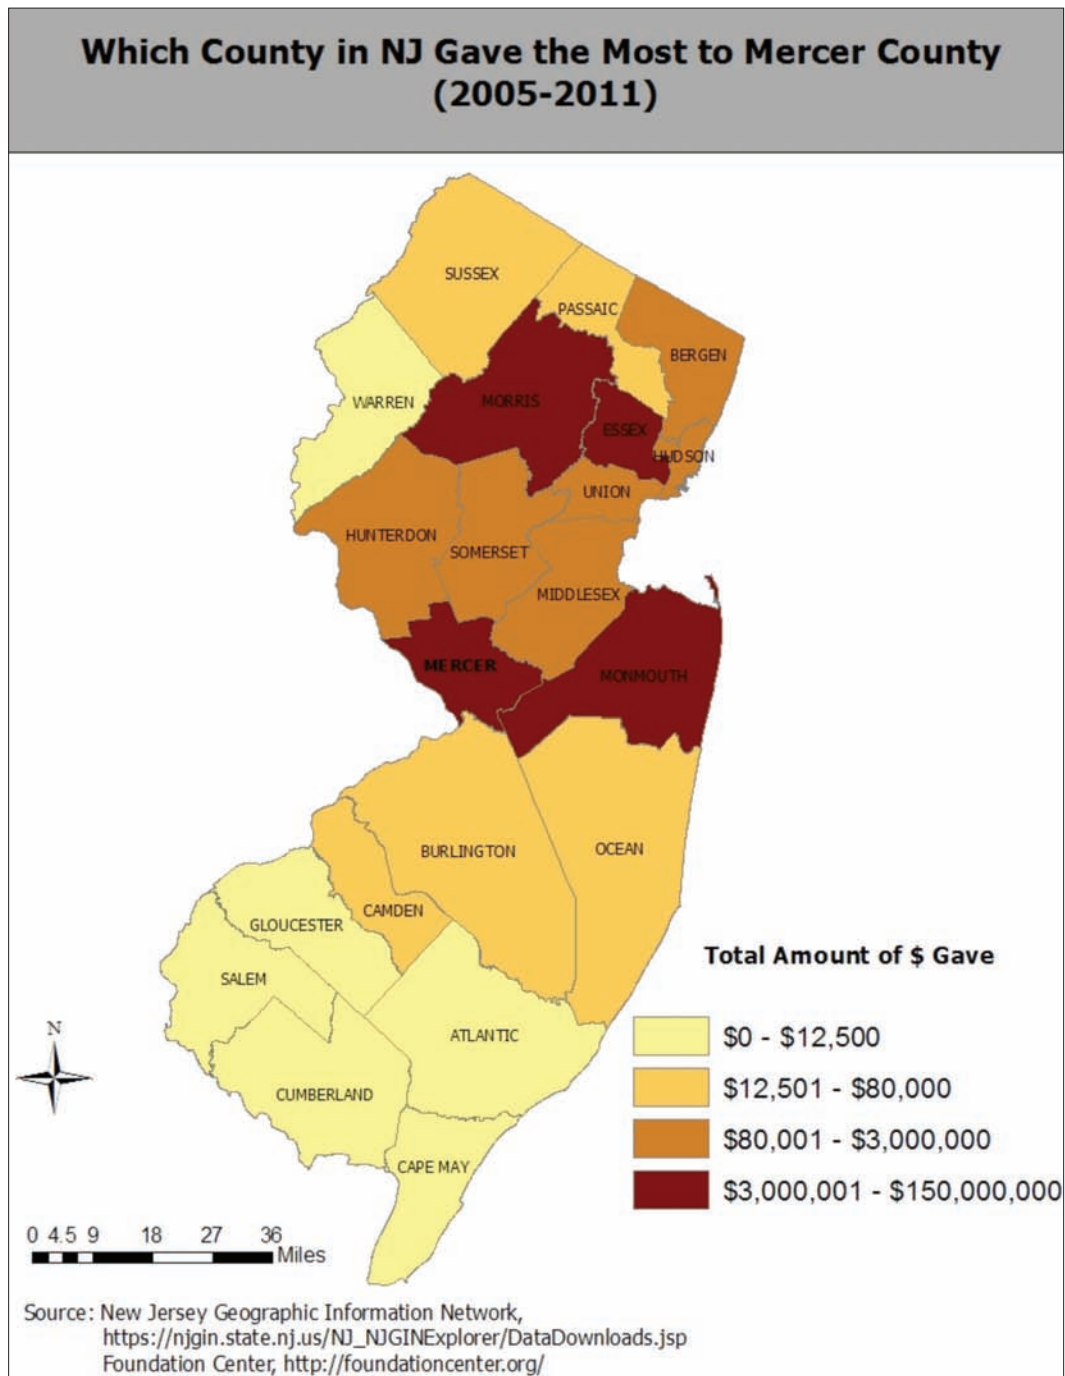 Which County in NJ Gave the Most to Mercer County
(2005-2011)
SUSSEX
PASSAIC
BERGEN
WARREN
MORRIS
ESSEX
HUDSON
UNION
HUNTERDON
SOMERSET
MIDDLESEX
MERCER
MONMOUTH
BURLINGTON
OCEAN
CAMDEN
GLOUCESTER
SALEM
ATLANTIC
CUMBERLAND
CAPE MAY
Total Amount of $ Gave
$0 - $12,500
$12,501 - $80,000
$80,001 - $3,000,000
$3,000,001 - $150,000,000
N
0 4.5 9 18 27 36
Miles
Source: New Jersey Geographic Information Network,
https://njgin.state.nj.us/NJ_NJGINExplorer/DataDownloads.jsp
Foundation Center, http://foundationcenter.org/